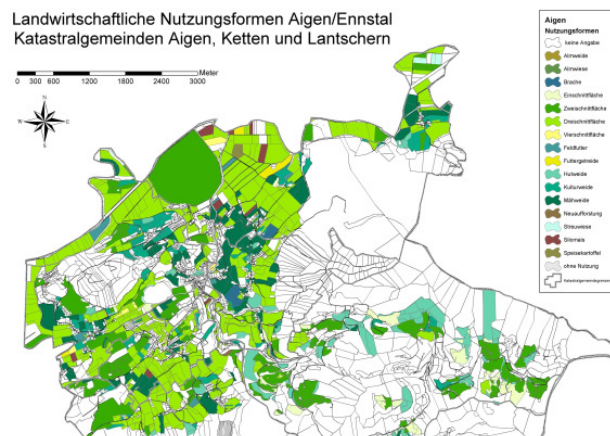 Landwirtschaftliche Nutzungsformen Aigen/Ennstal
Katastralgemeinden Aigen, Ketten und Lantschern
Meter
0 300 600 1200 1800 2400 3000
N
W E
S
Aigen
Nutzungsformen
keine Angabe
Almweide
Almwiese
Brache
Einschnittfläche
Zweischnittfläche
Dreischnittfläche
Vierschnittfläche
Feldfutter
Futtergetreide
Hutweide
Kulturweide
Mähweide
Neuaufforstung
Streuwiese
Silomais
Speisekartoffel
ohne Nutzung
Katastralgemeindegrenzen